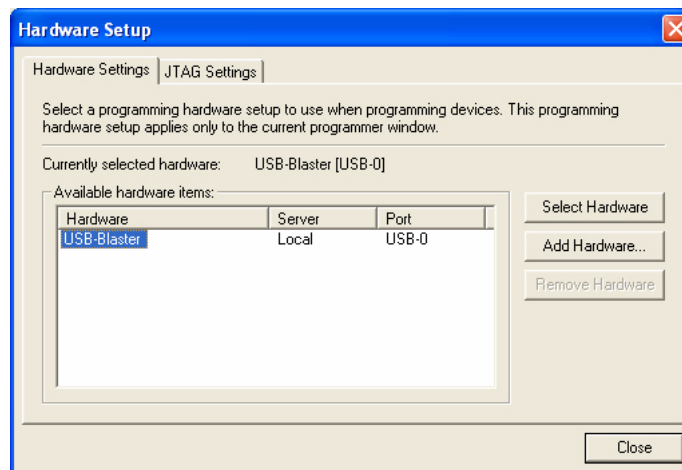 Hardware Setup
Hardware Settings
JTAG Settings
Select a programming hardware setup to use when programming devices. This programming
hardware setup applies only to the current programmer window.
Currently selected hardware: USB-Blaster [USB-0]
Available hardware items:
Hardware Server Port
USB-Blaster Local USB-0
Select Hardware
Add Hardware...
Remove Hardware
Close